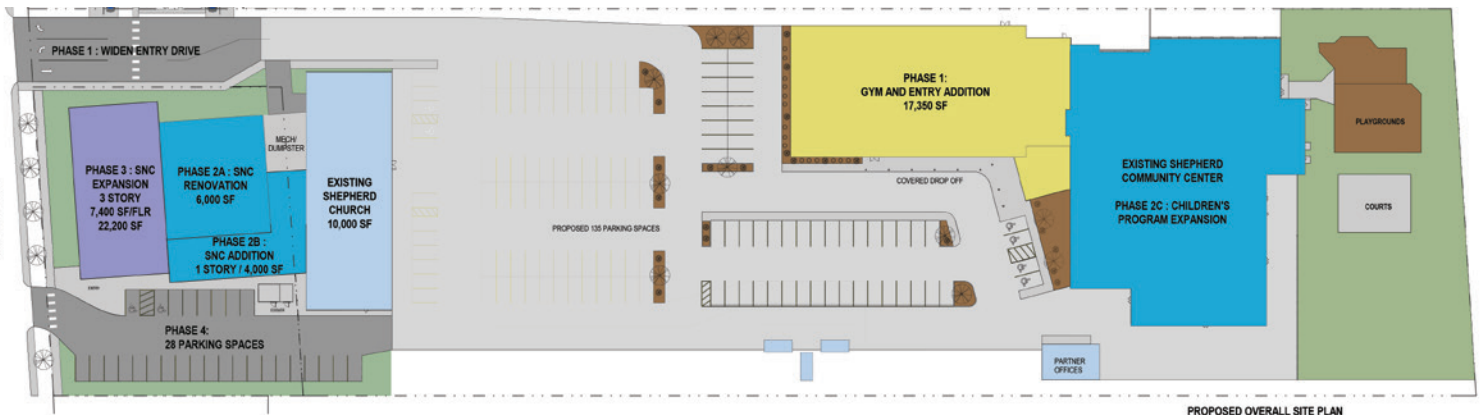 PHASE 1 : WIDEN ENTRY DRIVE
PHASE 3 : SNC
EXPANSION
3 STORY
7,400 SF/FLR
22,200 SF
PHASE 2A : SNC
RENOVATION
6,000 SF
MECH/
DUMPSTER
PHASE 2B :
SNC ADDITION
1 STORY / 4,000 SF
EXISTING
SHEPHERD
CHURCH
10,000 SF
PHASE 4:
28 PARKING SPACES
PROPOSED 135 PARKING SPACES
PHASE 1:
GYM AND ENTRY ADDITION
17,350 SF
COVERED DROP OFF
EXISTING SHEPHERD
COMMUNITY CENTER
PHASE 2C : CHILDREN'S
PROGRAM EXPANSION
PLAYGROUNDS
COURTS
PARTNER
OFFICES
PROPOSED OVERALL SITE PLAN